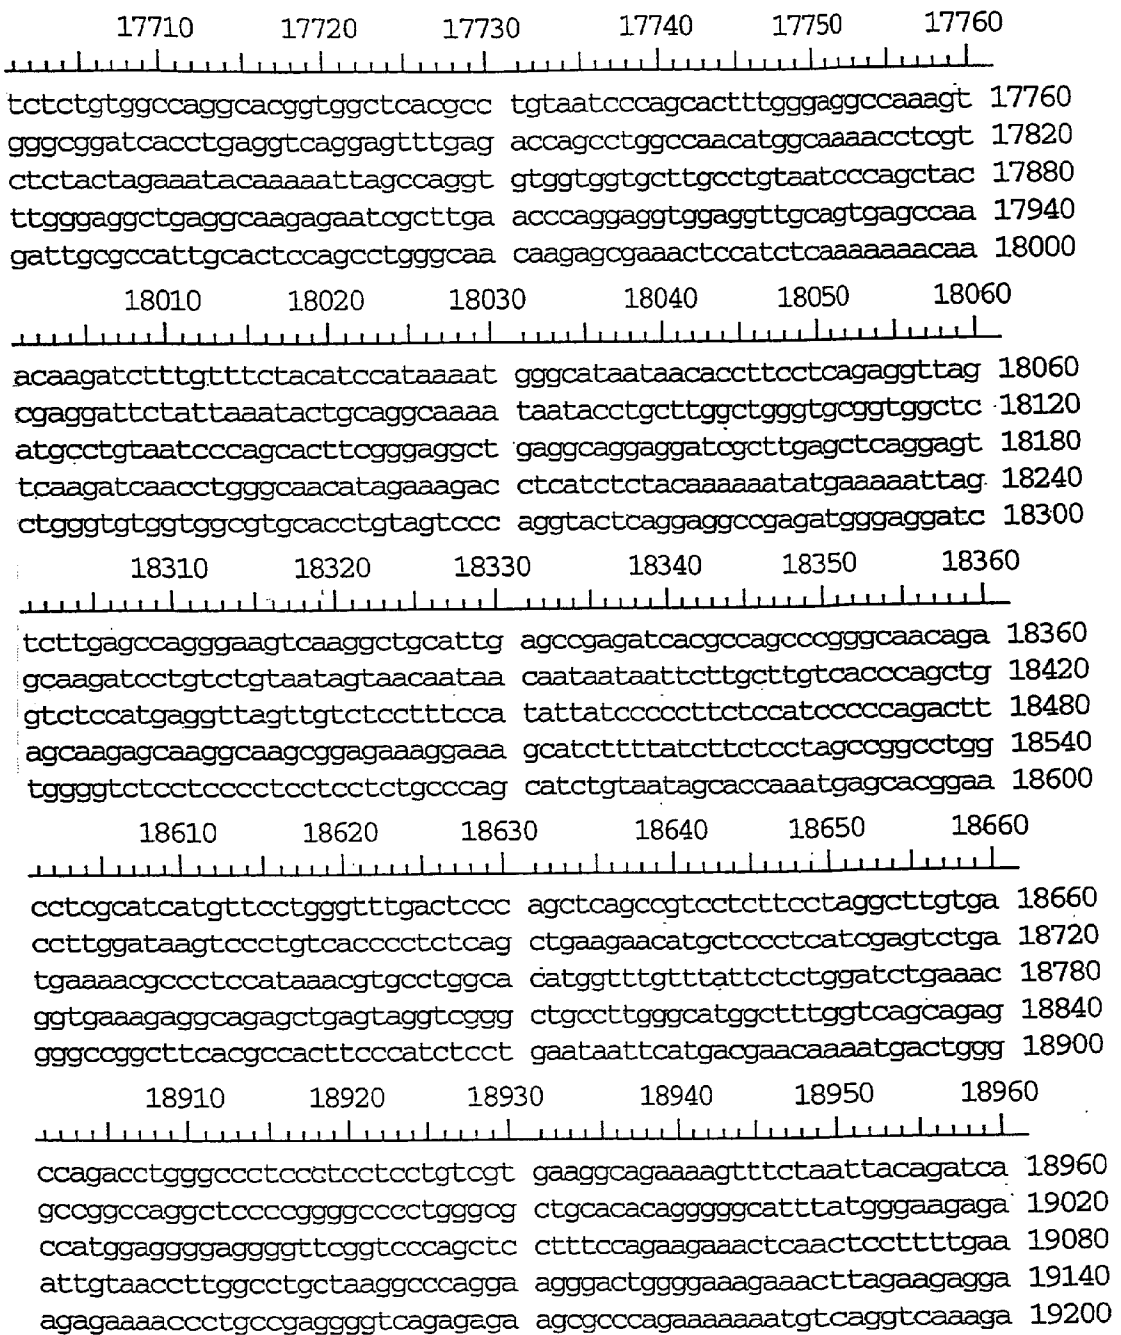 17710 17720 17730 17740 17750 17760
tctctgtggccaggcacggtggctcacgcc tgtaatcccagcactttgggaggccaaagt 17760
gggcggatcacctgaggtcaggagtttgag accagcctggccaacatggcaaaacctcgt 17820
ctctactagaaatacaaaaattagccaggt gtggtggtgcttgcctgtaatcccagctac 17880
ttgggaggctgaggcaagagaatcgcttga acccaggaggtggaggttgcagtgagccaa 17940
gattgcgccattgcactccagcctgggcaa caagagcgaaactccatctcaaaaaaacaa 18000
18010 18020 18030 18040 18050 18060
acaagatctttgtttctacatccataaaat gggcataataacaccttcctcagaggttag 18060
cgaggattctattaaatactgcaggcaaaa taatacctgcttggctgggtgcggtggctc 18120
atgcctgtaatcccagcacttcgggaggct gaggcaggaggatcgcttgagctcaggagt 18180
tcaagatcaacctgggcaacatagaaagac ctcatctctacaaaaaatatgaaaaattag 18240
ctgggtgtggtggcgtgcacctgtagtccc aggtactcaggaggccgagatgggaggatc 18300
18310 18320 18330 18340 18350 18360
tcttgagccagggaagtcaaggctgcattg agccgagatcacgccagcccgggcaacaga 18360
gcaagatcctgtctgtaatagtaacaataa caataataattcttgcttgtcacccagctg 18420
gtctccatgaggttagttgtctcctttcca tattatcccccttctccatcccccagactt 18480
agcaagagcaaggcaagcggagaaaggaaa gcatcttttatcttctcctagccggcctgg 18540
tggggtctcctcccctcctcctctgcccag catctgtaatagcaccaaatgagcacggaa 18600
18610 18620 18630 18640 18650 18660
cctcgcatcatgttcctgggtttgactccc agctcagccgtcctcttcctaggcttgtga 18660
ccttggataagtccctgtcacccctctcag ctgaagaacatgctccctcatcgagtctga 18720
tgaaaacgccctccataaacgtgcctggca catggtttgtttattctctggatctgaaac 18780
ggtgaaagaggcagagctgagtaggtcggg ctgccttgggcatggctttggtcagcagag 18840
gggccggcttcacgccacttcccatctcct gaataattcatgacgaacaaaatgactggg 18900
18910 18920 18930 18940 18950 18960
ccagacctgggccctccctcctcctgtcgt gaaggcagaaaagtttctaattacagatca 18960
gccggccaggctccccggggcccctgggcg ctgcacacagggggcatttatgggaagaga 19020
ccatggaggggaggggttcggtcccagctc ctttccagaagaaactcaactccttttgaa 19080
attgtaaccttggcctgctaaggcccagga agggactggggaaagaaacttagaagagga 19140
agagaaaaccctgccgaggggtcagagaga agcgcccagaaaaaaatgtcaggtcaaaga 19200